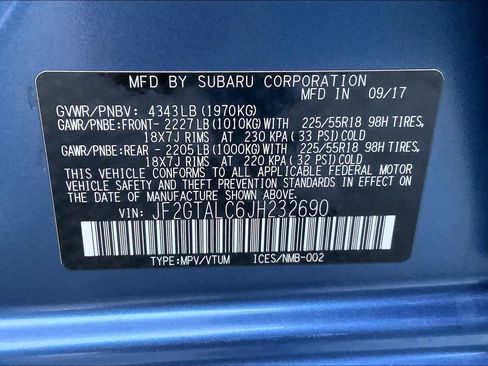 MFD BY SUBARU CORPORATION
MFD IN 09/17
GVWR/PNBV: 4343LB(1970KG)
GAWR/PNBE:FRONT- 2227LB(1010KG) 225/55R18 98H TIRES,
18X7J RIMS AT 230 KPA(33 PSI)COLD
GAWR/PNBE:REAR - 2205LB(1000KG) 225/55R18 98H TIRES,
18X7J RIMS AT 220 KPA(32 PSI)COLD
THIS VEHICLE CONFORMS TO ALL APPLICABLE FEDERAL MOTOR
VEHICLE SAFETY, BUMPER, AND THEFT PREVENTION STANDARDS
IN EFFECT ON THE DATE OF MANUFACTURE SHOWN ABOVE.
VIN: JF2GTALC6JH232690
TYPE:MPV/VTUM ICES/NMB-002